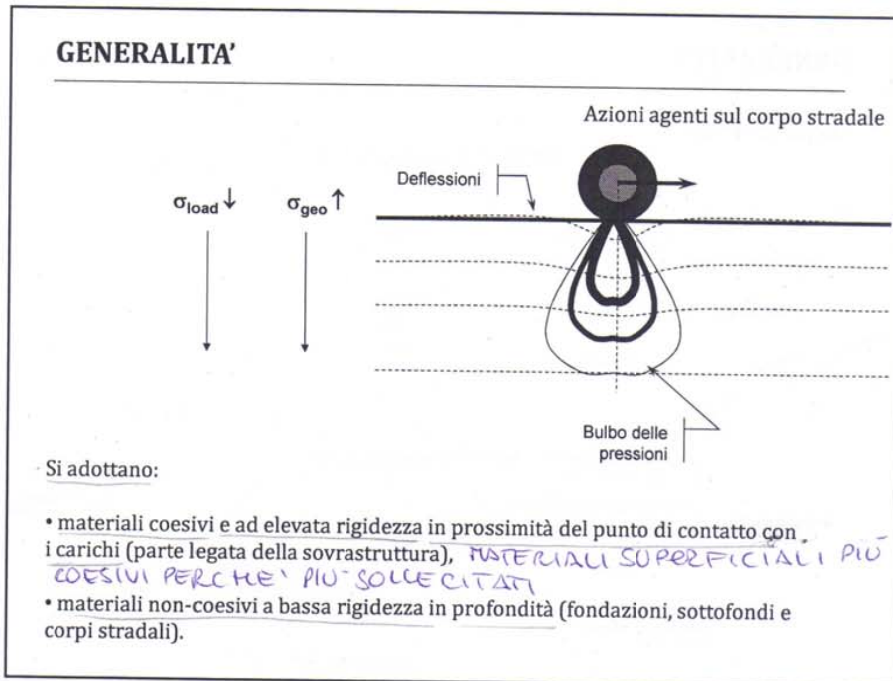 GENERALITA’
Azioni agenti sul corpo stradale
Deflessioni
σload ↓ σgeo ↑
Bulbo delle
pressioni
Si adottano:
• materiali coesivi e ad elevata rigidezza in prossimità del punto di contatto con
i carichi (parte legata della sovrastruttura), MATERIALI SUPERFICIALI PIÙ
COESIVI PERCHE' PIÙ SOLLECITATI
• materiali non-coesivi a bassa rigidezza in profondità (fondazioni, sottofondi e
corpi stradali).